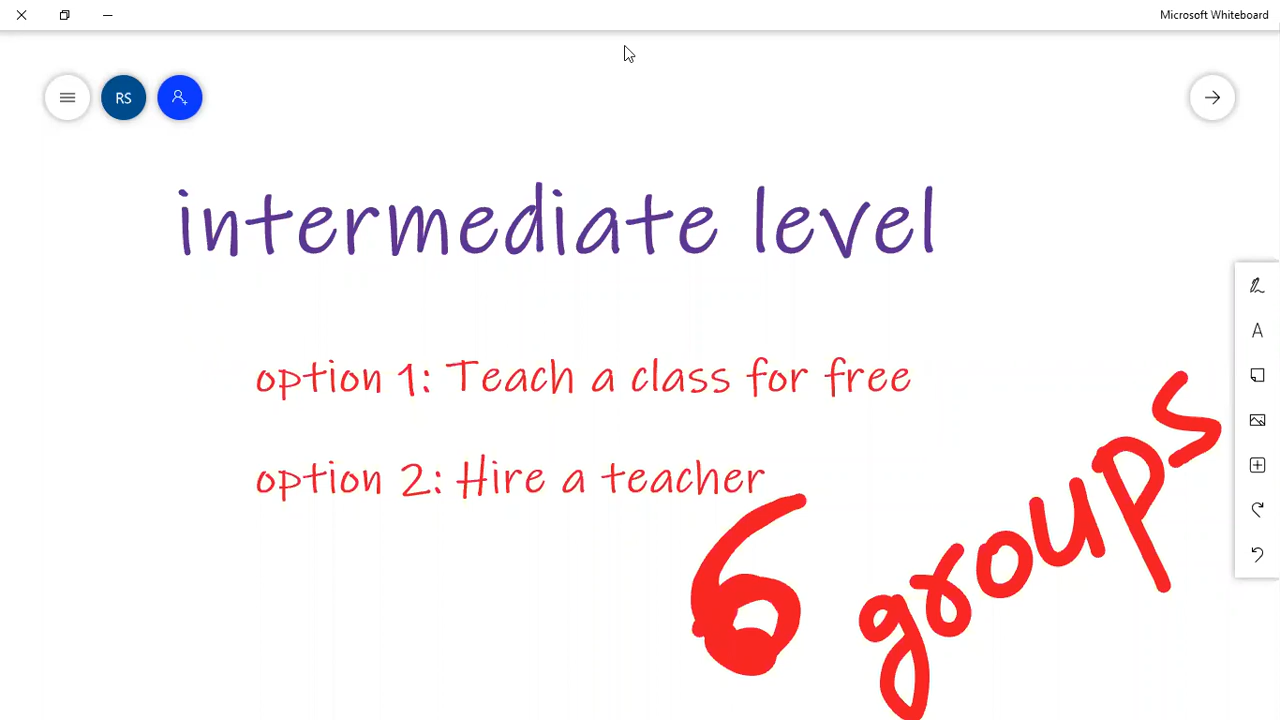 Microsoft Whiteboard
RS
intermediate level
option 1: Teach a class for free
option 2: Hire a teacher
6 groups